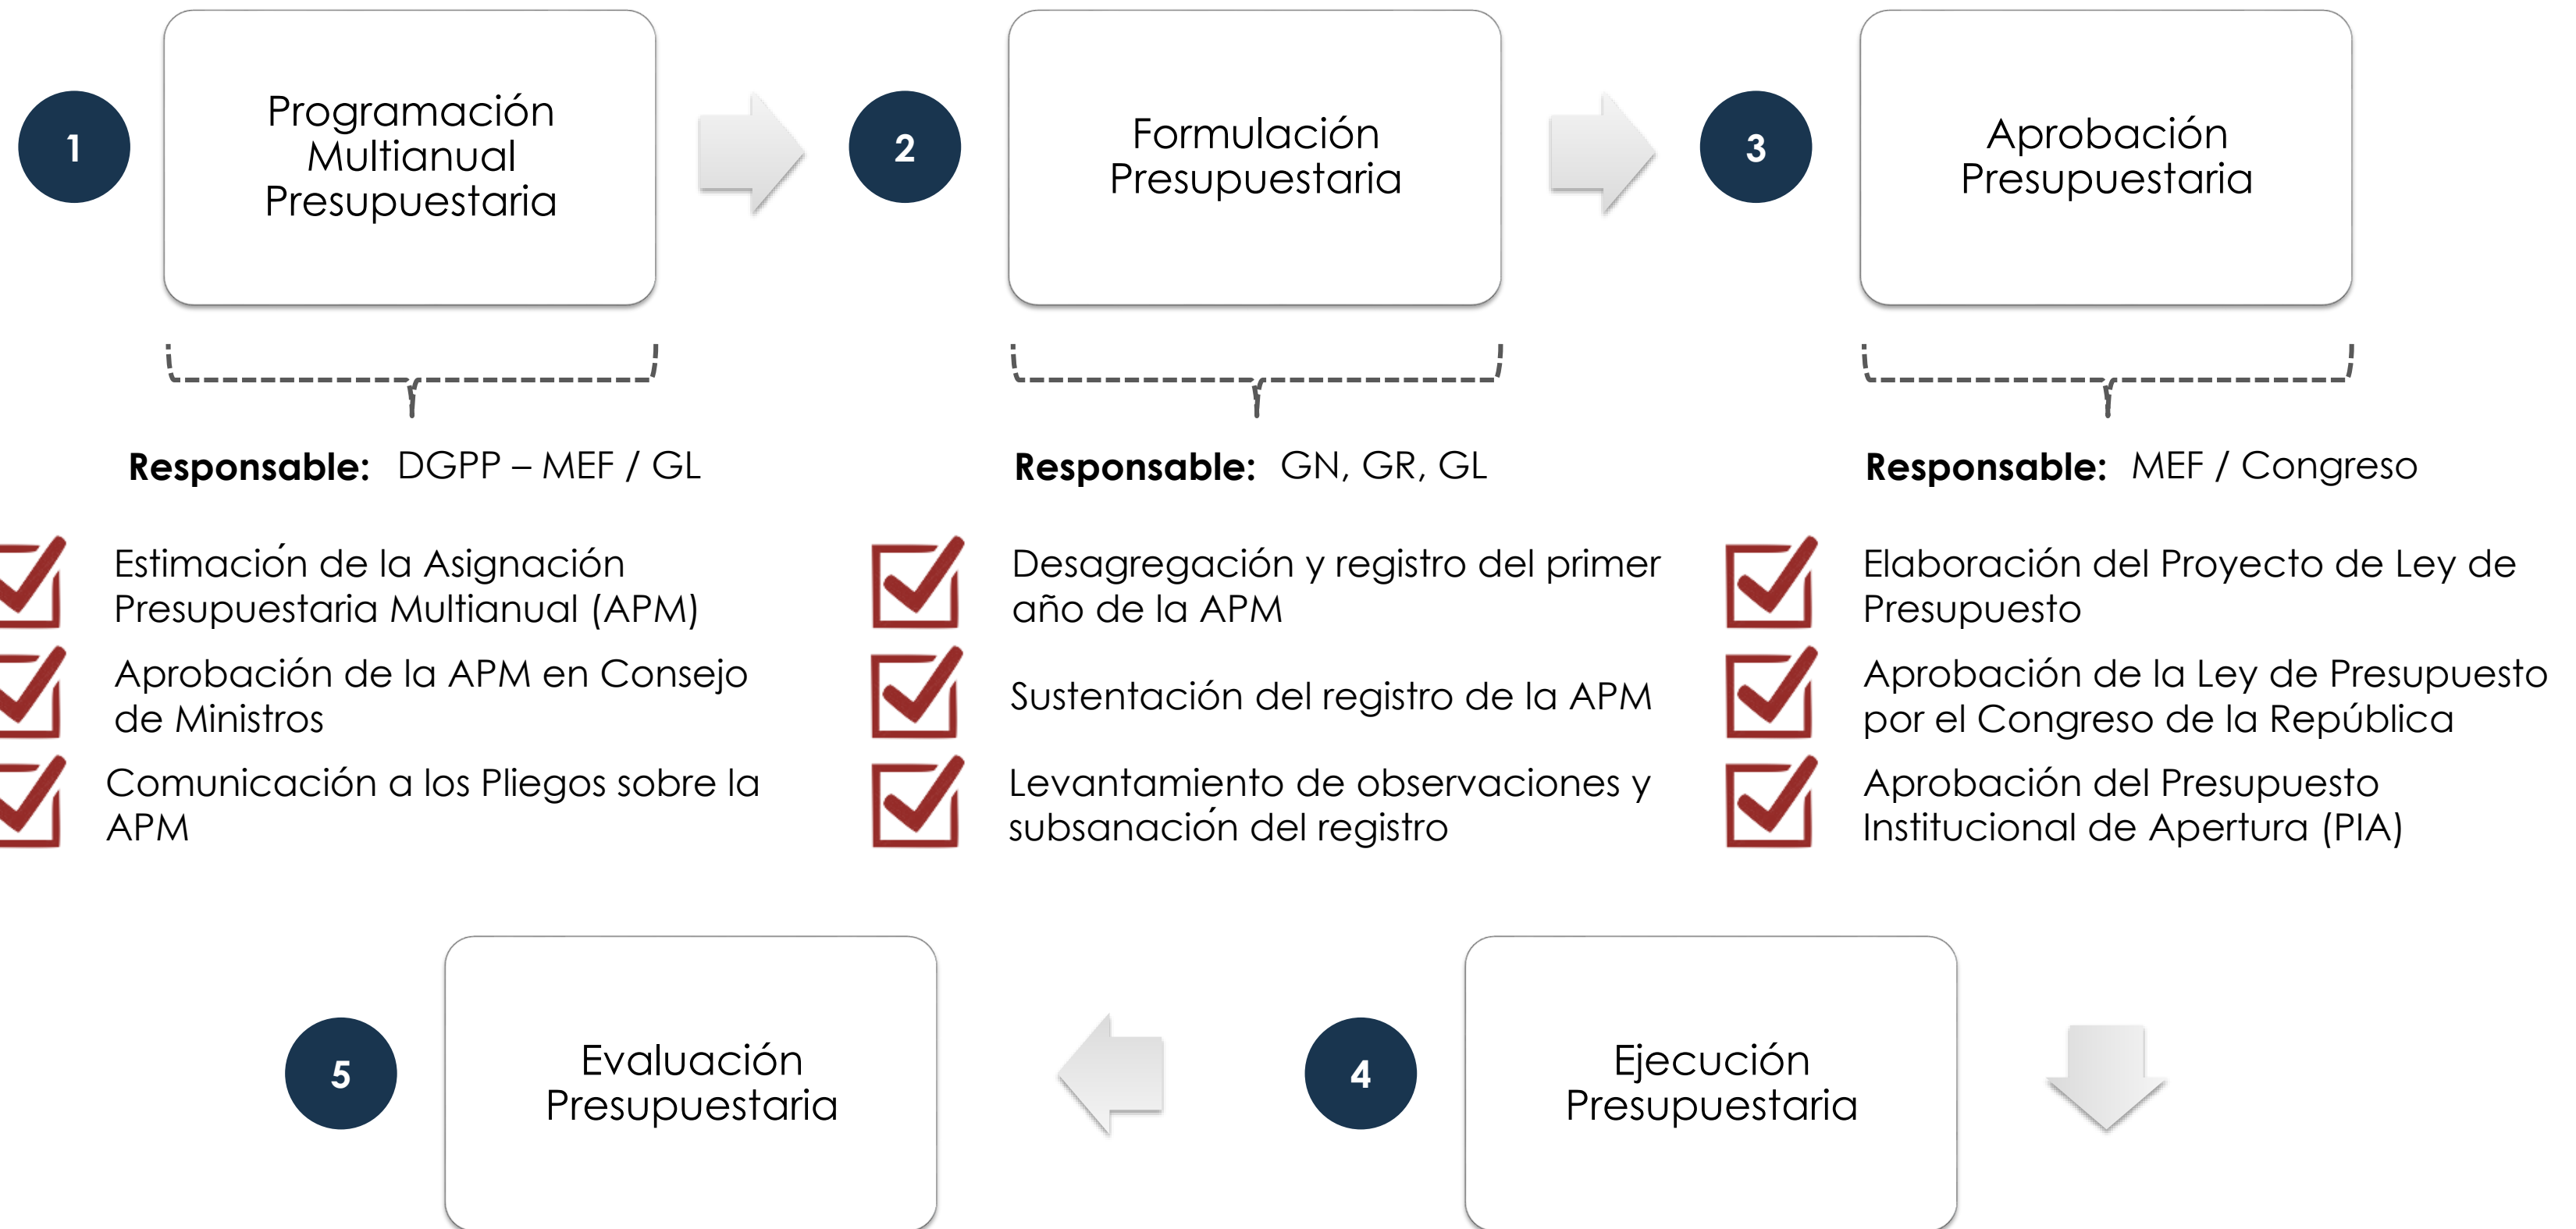 1
Programación
Multianual
Presupuestaria
2
Formulación
Presupuestaria
3
Aprobación
Presupuestaria
Responsable: DGPP – MEF / GL
Estimación de la Asignación
Presupuestaria Multianual (APM)
Aprobación de la APM en Consejo
de Ministros
Comunicación a los Pliegos sobre la
APM
Responsable: GN, GR, GL
Desagregación y registro del primer
año de la APM
Sustentación del registro de la APM
Levantamiento de observaciones y
subsanación del registro
Responsable: MEF / Congreso
Elaboración del Proyecto de Ley de
Presupuesto
Aprobación de la Ley de Presupuesto
por el Congreso de la República
Aprobación del Presupuesto
Institucional de Apertura (PIA)
5
Evaluación
Presupuestaria
4
Ejecución
Presupuestaria